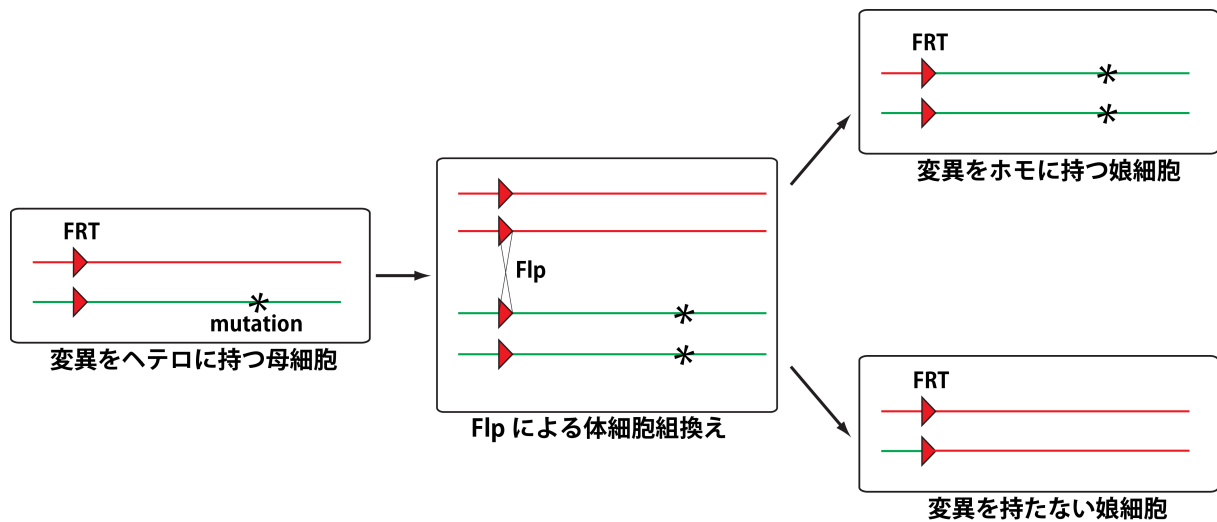 FRT
mutation
変異をヘテロに持つ母細胞
Flp
Flp による体細胞組換え
FRT
*
*
変異をホモに持つ娘細胞
FRT
変異を持たない娘細胞